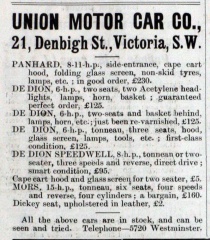 UNION MOTOR CAR CO.,
21, Denbigh St., Victoria, S.W.
PANHARD, 8-11-h.p., side-entrance, cape cart
hood, folding glass screen, non-skid tyres,
lamps, etc.; in good order, £230.
DE DION, 6-h.p., two seats, two Acetylene head-
lights, lamps, horn, basket; guaranteed
perfect order, £125.
DE DION, 6-h.p., two-seats and basket behind,
lamps, horn, etc.; just been re-varnished, £125.
DE DION, 6-h.p., tonneau, three seats, hood,
glass screen, lamps, tools, etc.; first-class
condition, £125.
DE DION SPEEDWELL, 8-h.p., tonneau or two-
seater, three speeds and reverse, direct drive;
smart condition, £95.
Cape cart hood and glass screen for two seater, £5.
MORS, 15-h.p., tonneau, six seats, four speeds
and reverse, four cylinders; a bargain, £160.
Dickey seat, upholstered in leather, £2.
All the above cars are in stock, and can be
seen and tried. Telephone—5720 Westminster.